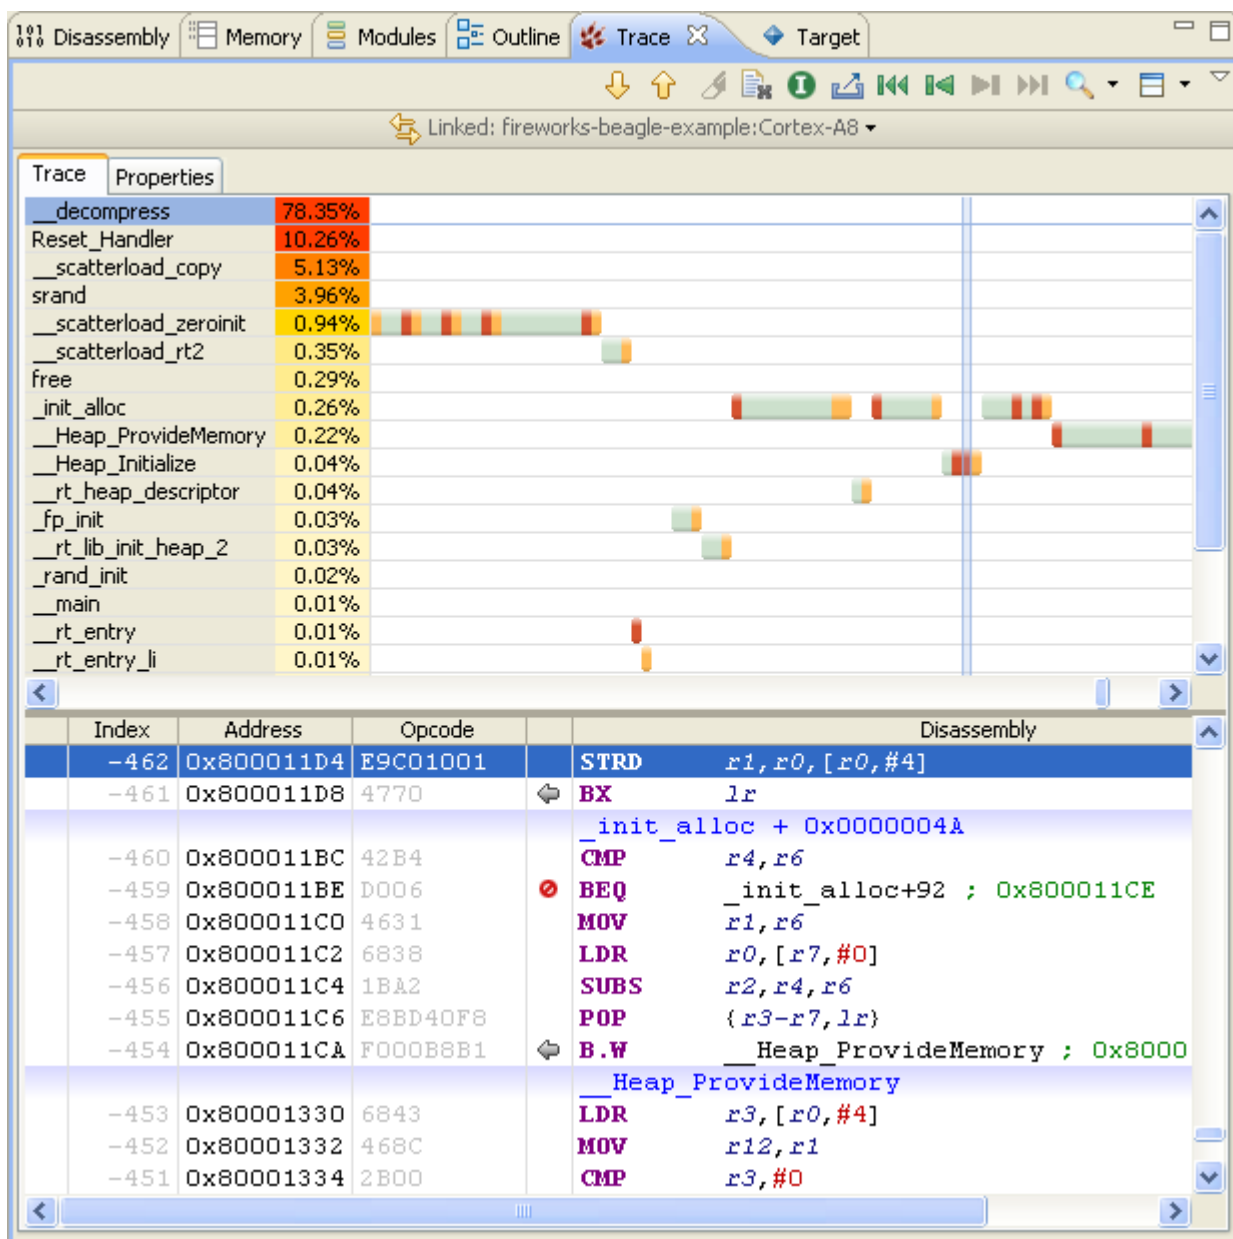 Disassembly Memory Modules Outline Trace Target
Linked: fireworks-beagle-example:Cortex-A8
Trace Properties
__decompress 78.35%
Reset_Handler 10.26%
__scatterload_copy 5.13%
srand 3.96%
__scatterload_zeroinit 0.94%
__scatterload_rt2 0.35%
free 0.29%
_init_alloc 0.26%
__Heap_ProvideMemory 0.22%
__Heap_Initialize 0.04%
__rt_heap_descriptor 0.04%
_fp_init 0.03%
__rt_lib_init_heap_2 0.03%
_rand_init 0.02%
__main 0.01%
__rt_entry 0.01%
__rt_entry_li 0.01%
Index Address Opcode Disassembly
-462 0x800011D4 E9C01001 STRD r1,r0,[r0,#4]
-461 0x800011D8 4770 BX lr
_init_alloc + 0x0000004A
-460 0x800011BC 42B4 CMP r4,r6
-459 0x800011BE D006 BEQ _init_alloc+92 ; 0x800011CE
-458 0x800011C0 4631 MOV r1,r6
-457 0x800011C2 6838 LDR r0,[r7,#0]
-456 0x800011C4 1BA2 SUBS r2,r4,r6
-455 0x800011C6 E8BD40F8 POP {r3-r7,lr}
-454 0x800011CA F000B8B1 B.W __Heap_ProvideMemory ; 0x8000
__Heap_ProvideMemory
-453 0x80001330 6843 LDR r3,[r0,#4]
-452 0x80001332 468C MOV r12,r1
-451 0x80001334 2B00 CMP r3,#0